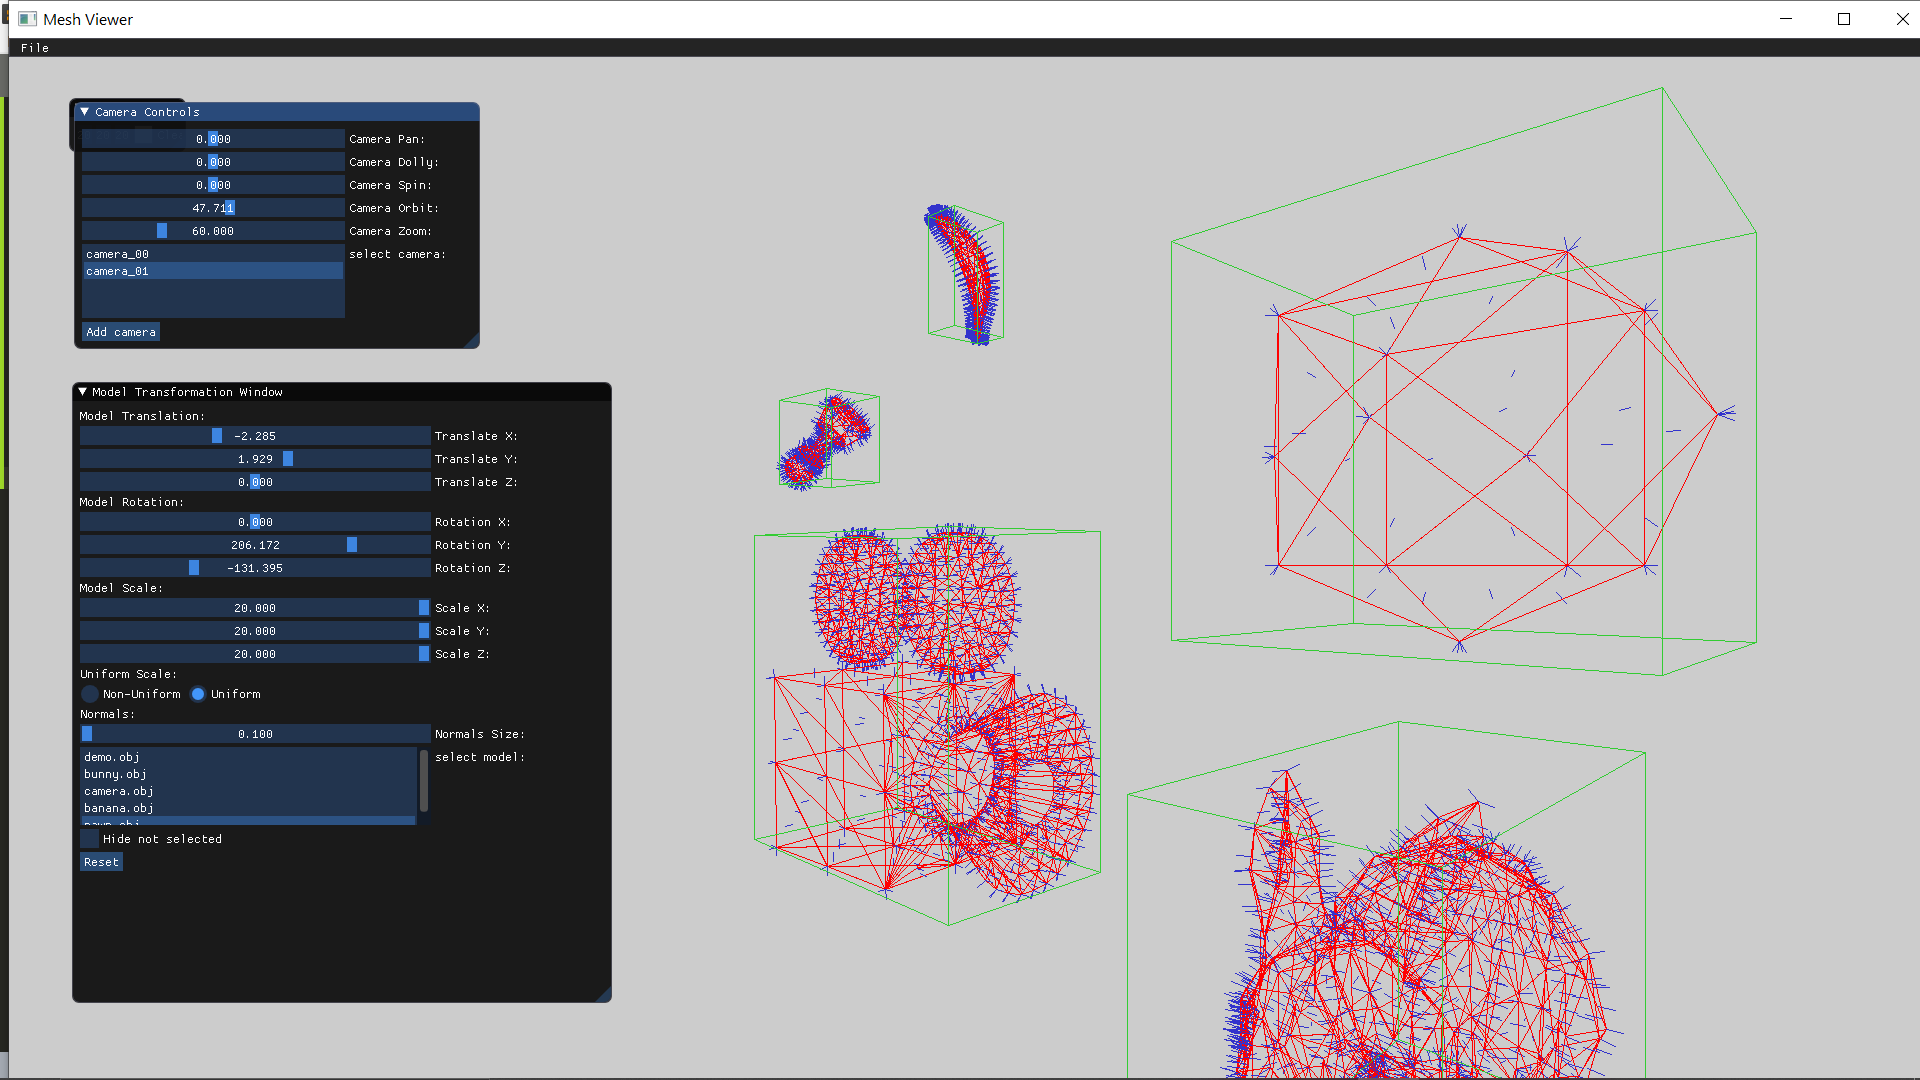 Mesh Viewer
File
Camera Controls
0.000 Camera Pan:
0.000 Camera Dolly:
0.000 Camera Spin:
47.711 Camera Orbit:
60.000 Camera Zoom:
camera_00 select camera:
camera_01
Add camera
Model Transformation Window
Model Translation:
-2.285 Translate X:
1.929 Translate Y:
0.000 Translate Z:
Model Rotation:
0.000 Rotation X:
206.172 Rotation Y:
-131.395 Rotation Z:
Model Scale:
20.000 Scale X:
20.000 Scale Y:
20.000 Scale Z:
Uniform Scale:
Non-Uniform Uniform
Normals:
0.100 Normals Size:
demo.obj select model:
bunny.obj
camera.obj
banana.obj
pawn.obj
Hide not selected
Reset